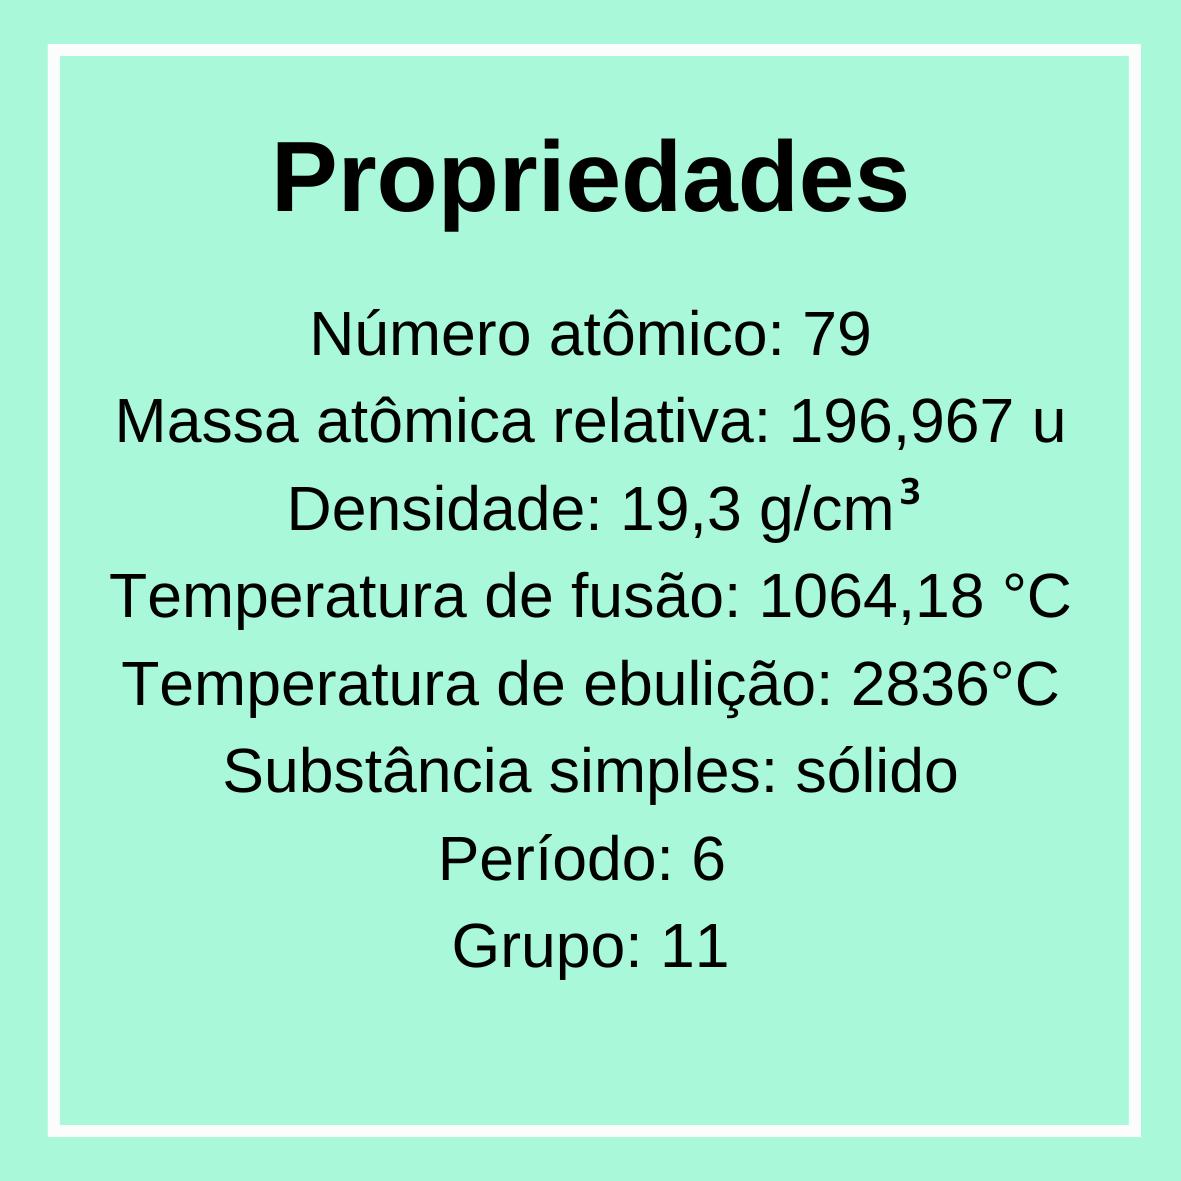 Propriedades
Número atômico: 79
Massa atômica relativa: 196,967 u
Densidade: 19,3 g/cm³
Temperatura de fusão: 1064,18 °C
Temperatura de ebulição: 2836°C
Substância simples: sólido
Período: 6
Grupo: 11